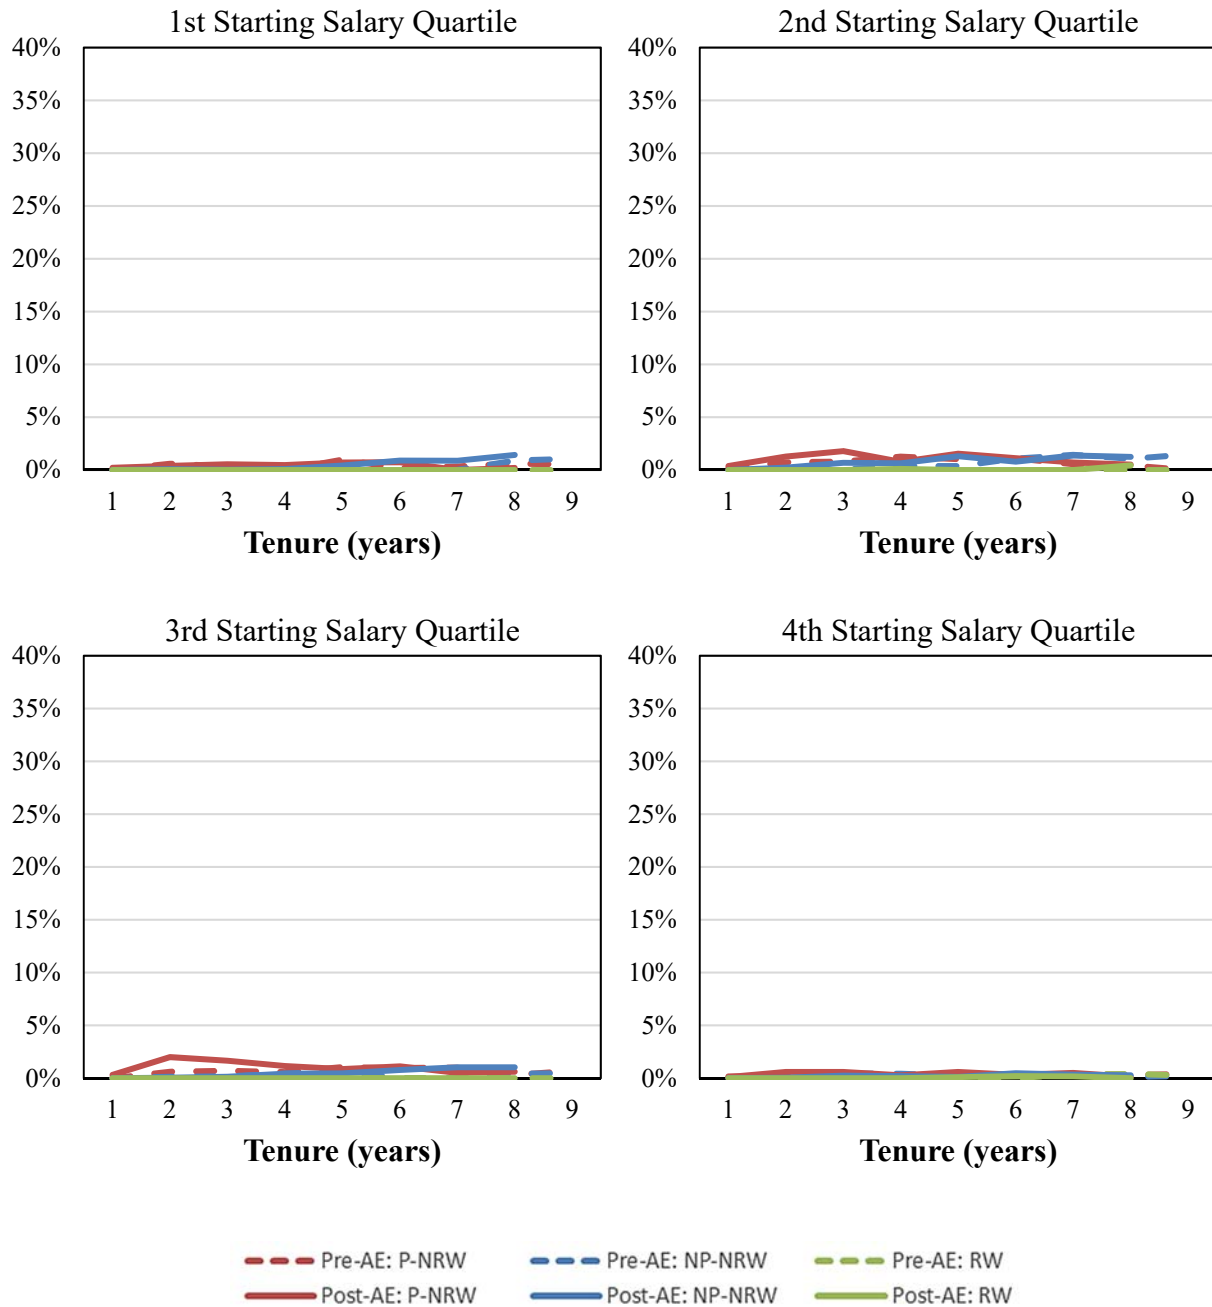 1st Starting Salary Quartile
40%
35%
30%
25%
20%
15%
10%
5%
0%
1 2 3 4 5 6 7 8 9
Tenure (years)
2nd Starting Salary Quartile
40%
35%
30%
25%
20%
15%
10%
5%
0%
1 2 3 4 5 6 7 8 9
Tenure (years)
3rd Starting Salary Quartile
40%
35%
30%
25%
20%
15%
10%
5%
0%
1 2 3 4 5 6 7 8 9
Tenure (years)
4th Starting Salary Quartile
40%
35%
30%
25%
20%
15%
10%
5%
0%
1 2 3 4 5 6 7 8 9
Tenure (years)
Pre-AE: P-NRW Pre-AE: NP-NRW Pre-AE: RW
Post-AE: P-NRW Post-AE: NP-NRW Post-AE: RW